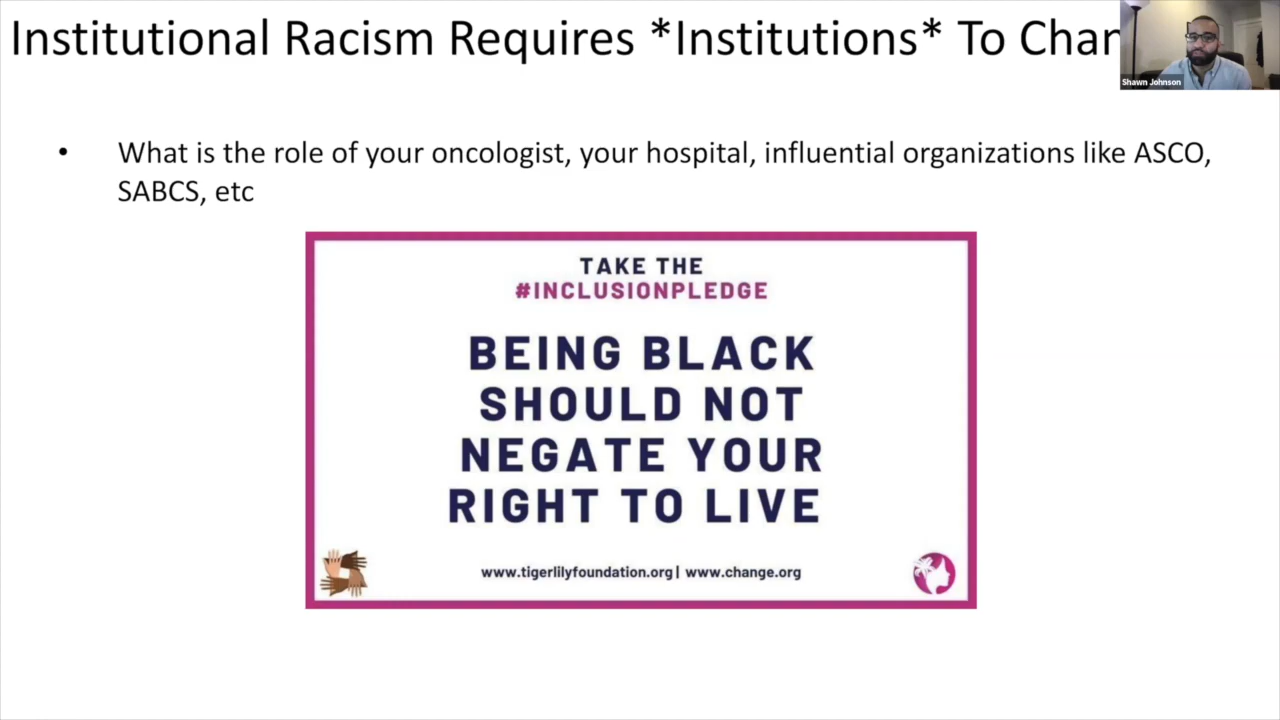 Institutional Racism Requires *Institutions* To Chan
Shawn Johnson
• What is the role of your oncologist, your hospital, influential organizations like ASCO,
SABCS, etc
TAKE THE
#INCLUSIONPLEDGE
BEING BLACK
SHOULD NOT
NEGATE YOUR
RIGHT TO LIVE
www.tigerlilyfoundation.org| www.change.org